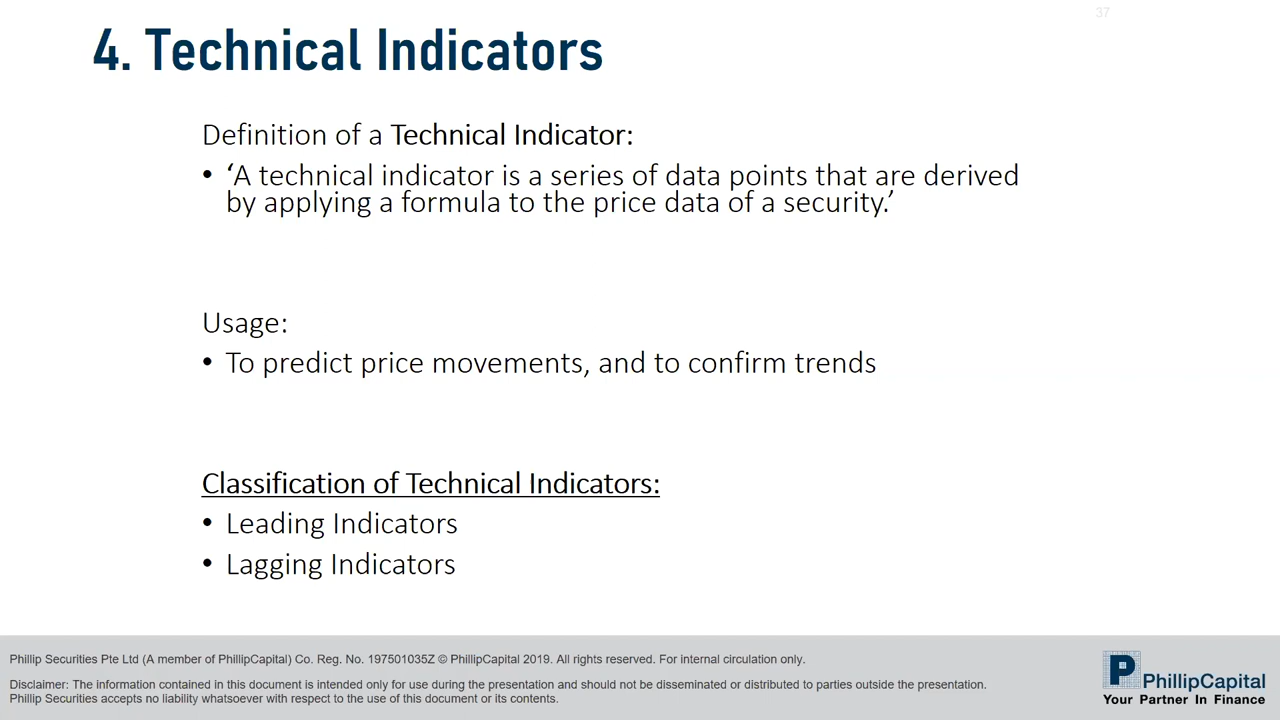 37
4. Technical Indicators
Definition of a Technical Indicator:
• ‘A technical indicator is a series of data points that are derived
by applying a formula to the price data of a security.’
Usage:
• To predict price movements, and to confirm trends
Classification of Technical Indicators:
• Leading Indicators
• Lagging Indicators
Phillip Securities Pte Ltd (A member of PhillipCapital) Co. Reg. No. 197501035Z © PhillipCapital 2019. All rights reserved. For internal circulation only.
Disclaimer: The information contained in this document is intended only for use during the presentation and should not be disseminated or distributed to parties outside the presentation.
Phillip Securities accepts no liability whatsoever with respect to the use of this document or its contents.
P PhillipCapital
Your Partner In Finance